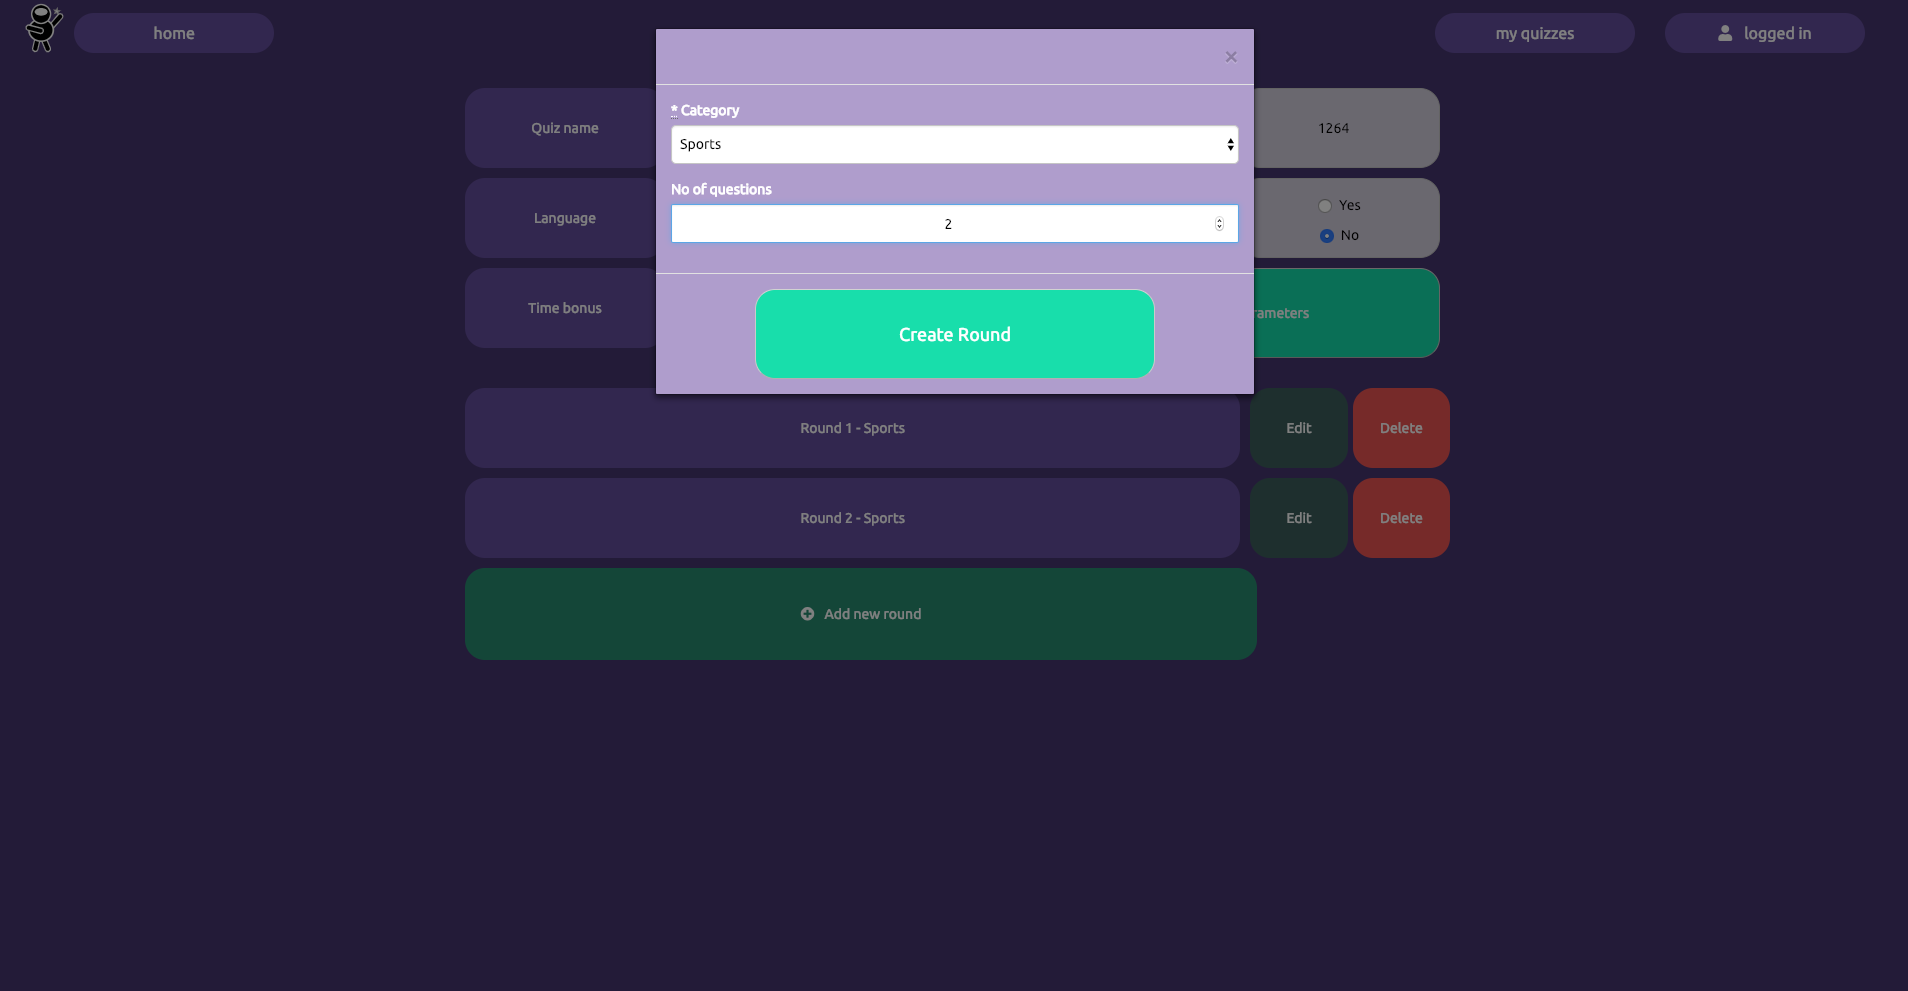 home
my quizzes
logged in
×
* Category
Sports
No of questions
2
Create Round
Quiz name
1264
Language
Yes
No
Time bonus
rameters
Round 1 - Sports
Edit
Delete
Round 2 - Sports
Edit
Delete
Add new round